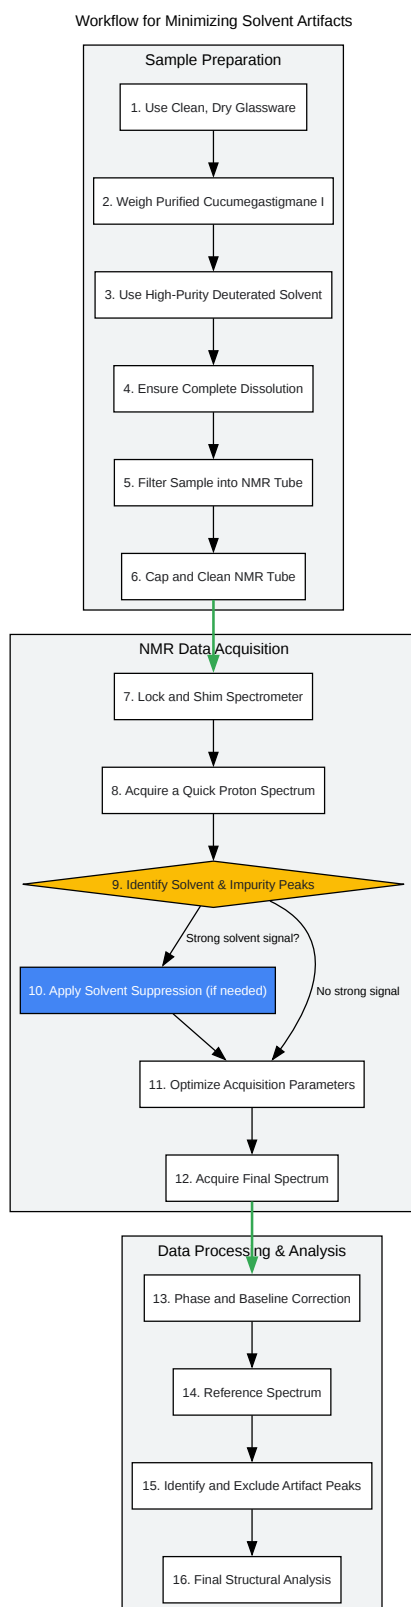 Workflow for Minimizing Solvent Artifacts
Sample Preparation
1. Use Clean, Dry Glassware
2. Weigh Purified Cucumegastigmane I
3. Use High-Purity Deuterated Solvent
4. Ensure Complete Dissolution
5. Filter Sample into NMR Tube
6. Cap and Clean NMR Tube
NMR Data Acquisition
7. Lock and Shim Spectrometer
8. Acquire a Quick Proton Spectrum
9. Identify Solvent & Impurity Peaks
Strong solvent signal?
10. Apply Solvent Suppression (if needed)
No strong signal
11. Optimize Acquisition Parameters
12. Acquire Final Spectrum
Data Processing & Analysis
13. Phase and Baseline Correction
14. Reference Spectrum
15. Identify and Exclude Artifact Peaks
16. Final Structural Analysis